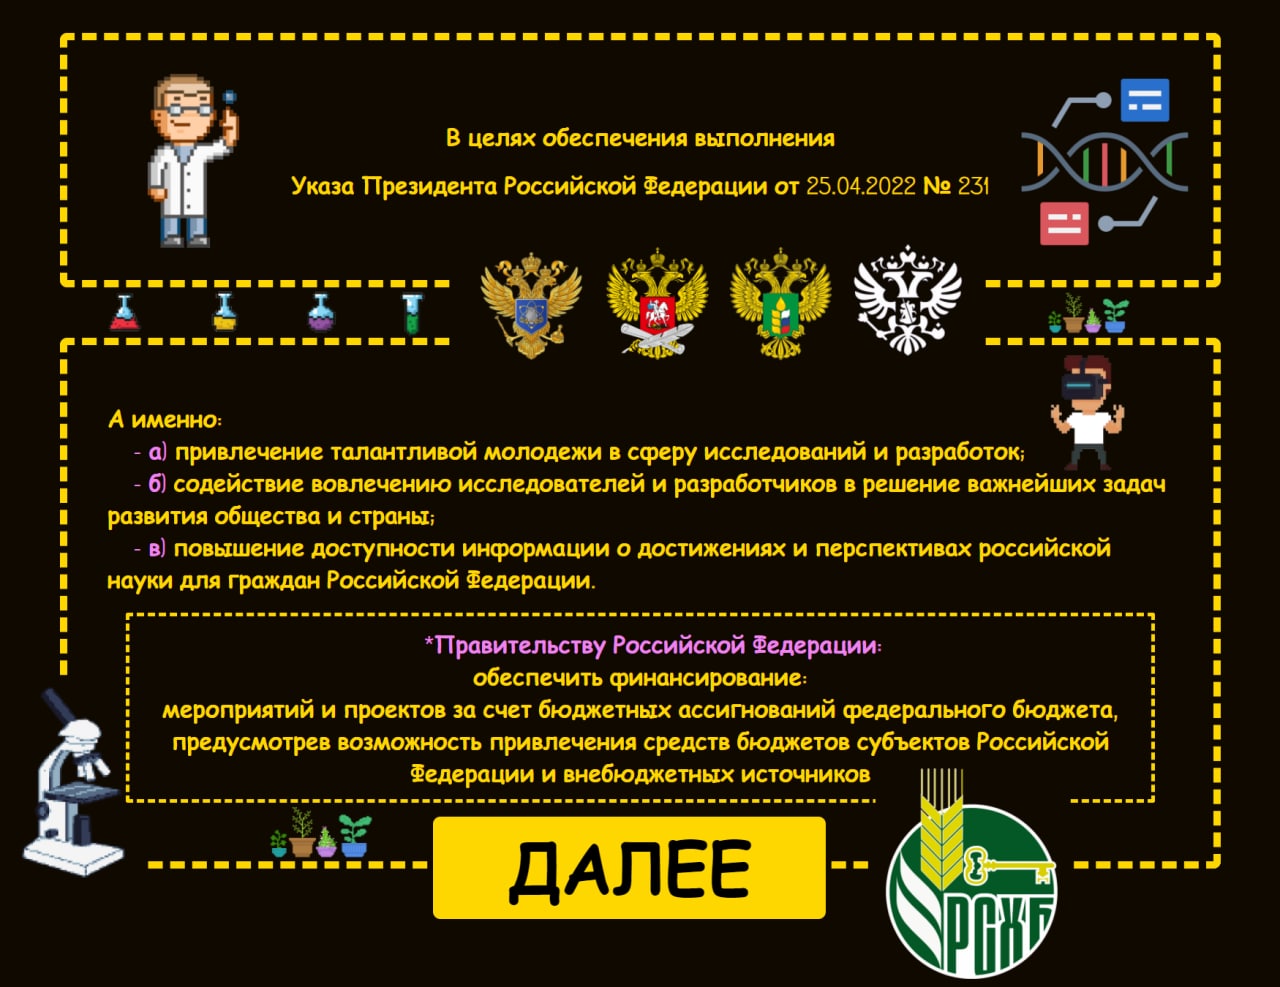 В целях обеспечения выполнения
Указа Президента Российской Федерации от 25.04.2022 № 231
А именно:
- а) привлечение талантливой молодежи в сферу исследований и разработок;
- б) содействие вовлечению исследователей и разработчиков в решение важнейших задач
развития общества и страны;
- в) повышение доступности информации о достижениях и перспективах российской
науки для граждан Российской Федерации.
*Правительству Российской Федерации:
обеспечить финансирование:
мероприятий и проектов за счет бюджетных ассигнований федерального бюджета,
предусмотрев возможность привлечения средств бюджетов субъектов Российской
Федерации и внебюджетных источников
ДАЛЕЕ
РСХБ